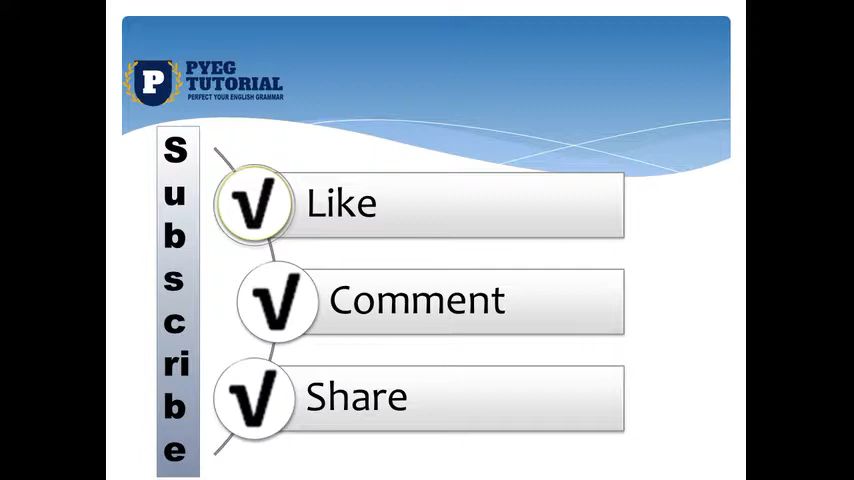 P
PYEG
TUTORIAL
PERFECT YOUR ENGLISH GRAMMAR
Subscribe
√ Like
√ Comment
√ Share